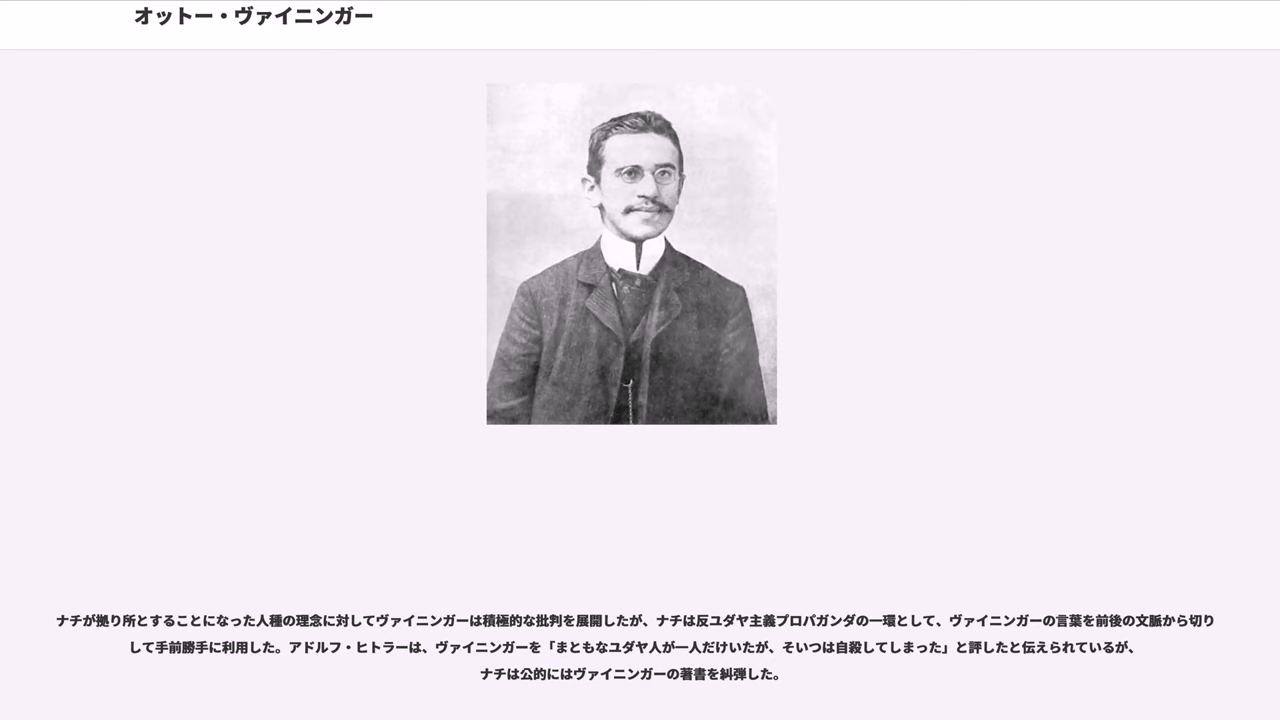 オットー・ヴァイニンガー
ナチが拠り所とすることになった人種の理念に対してヴァイニンガーは積極的な批判を展開したが、ナチは反ユダヤ主義プロパガンダの一環として、ヴァイニンガーの言葉を前後の文脈から切り
して手前勝手に利用した。アドルフ・ヒトラーは、ヴァイニンガーを「まともなユダヤ人が一人だけいたが、そいつは自殺してしまった」と評したと伝えられているが、
ナチは公的にはヴァイニンガーの著書を糾弾した。